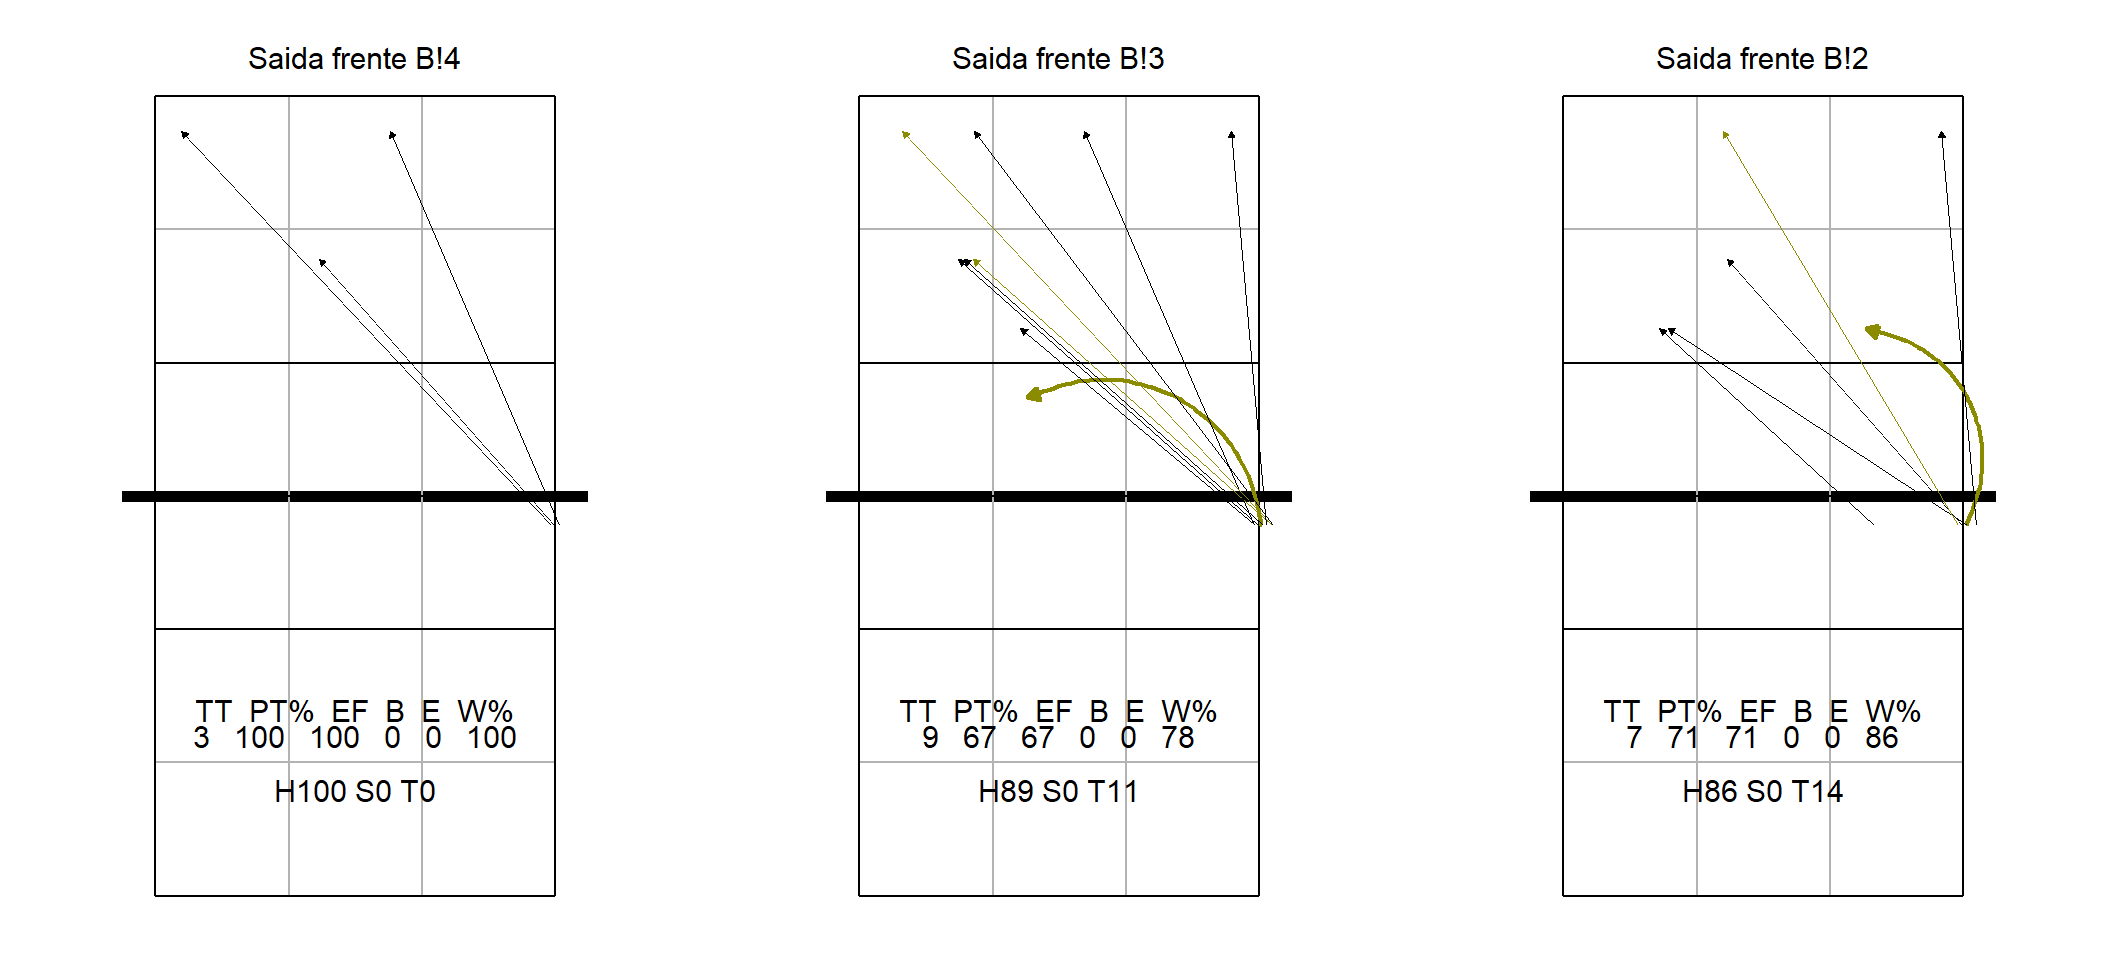 Saida frente B!4
TT PT% EF B E W%
3 100 100 0 0 100
H100 S0 T0
Saida frente B!3
TT PT% EF B E W%
9 67 67 0 0 78
H89 S0 T11
Saida frente B!2
TT PT% EF B E W%
7 71 71 0 0 86
H86 S0 T14